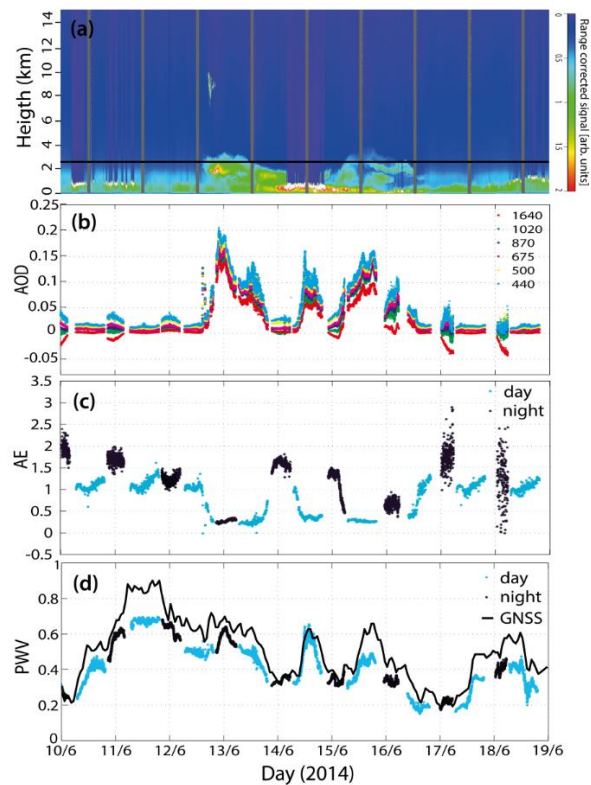 (a)
Heigth (km)
14
12
10
8
6
4
2
0
0
0.5
1
1.5
2
Range corrected signal [arb. units]
(b)
AOD
0.25
0.2
0.15
0.1
0.05
0
-0.05
1640
1020
870
675
500
440
(c)
AE
3.5
3
2.5
2
1.5
1
0.5
0
-0.5
day
night
(d)
PWV
1
0.8
0.6
0.4
0.2
0
day
night
GNSS
10/6 11/6 12/6 13/6 14/6 15/6 16/6 17/6 18/6 19/6
Day (2014)